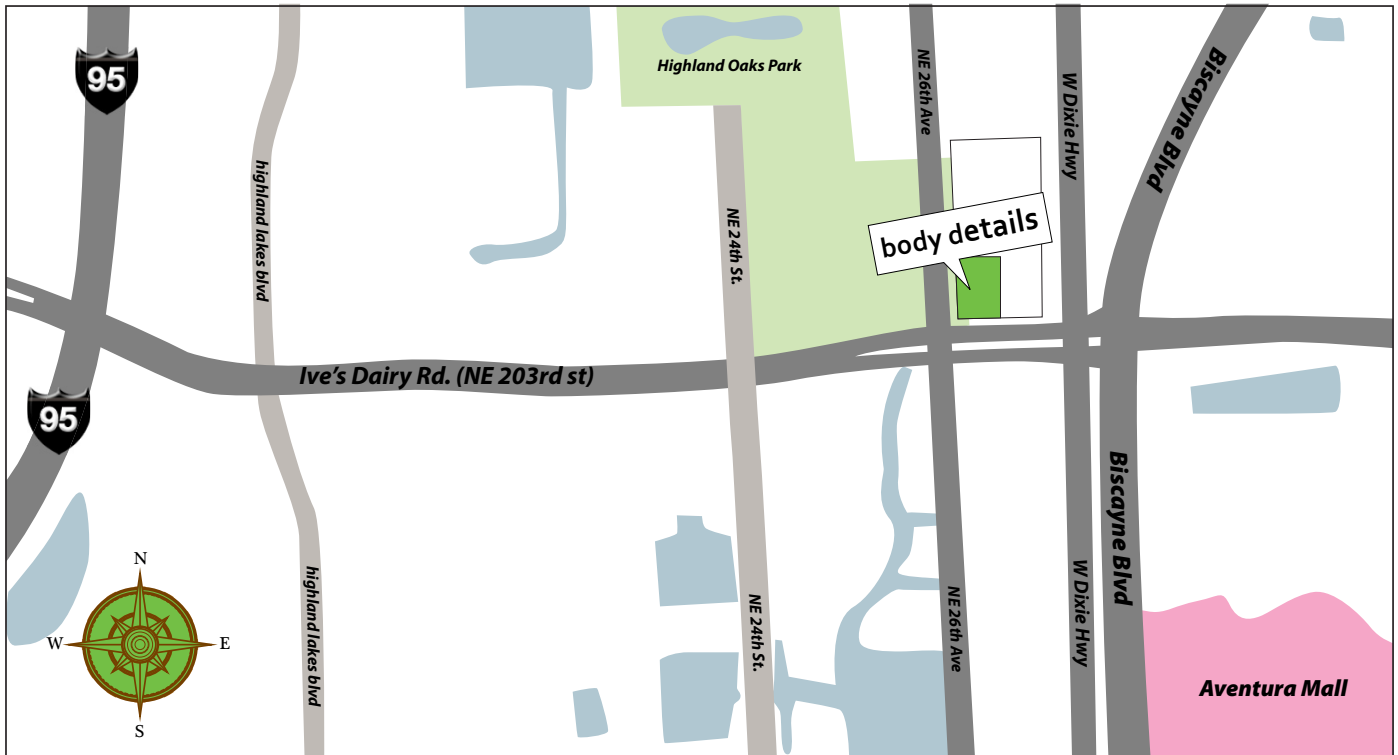 95
Highland Oaks Park
NE 26th Ave
W Dixie Hwy
Biscayne Blvd
highland lakes blvd
NE 24th St.
body details
Ive's Dairy Rd. (NE 203rd st)
95
Biscayne Blvd
N
W
E
S
highland lakes blvd
NE 24th St.
NE 26th Ave
W Dixie Hwy
Aventura Mall